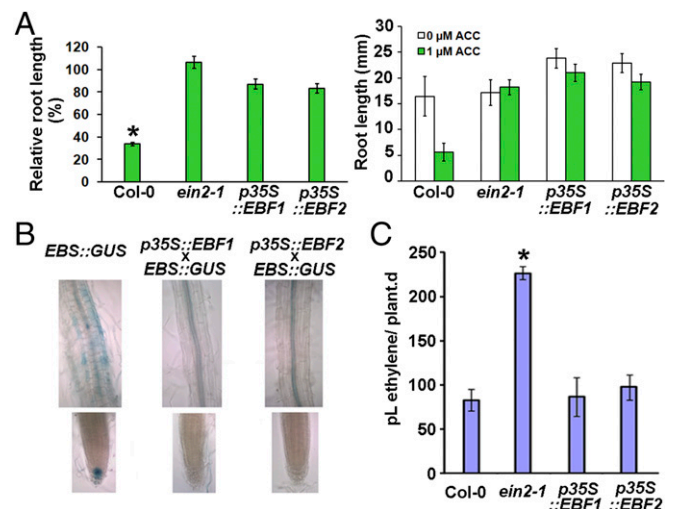 A
Relative root length
(%)
120
100
80
60
40
20
0
*
Col-0
ein2-1
p35S
::EBF1
p35S
::EBF2
Root length (mm)
30
25
20
15
10
5
0
0 µM ACC
1 µM ACC
Col-0
ein2-1
p35S
::EBF1
p35S
::EBF2
B
EBS::GUS
p35S::EBF1
x
EBS::GUS
p35S::EBF2
x
EBS::GUS
C
pL ethylene/ plant.d
250
200
150
100
50
0
*
Col-0
ein2-1
p35S
::EBF1
p35S
::EBF2